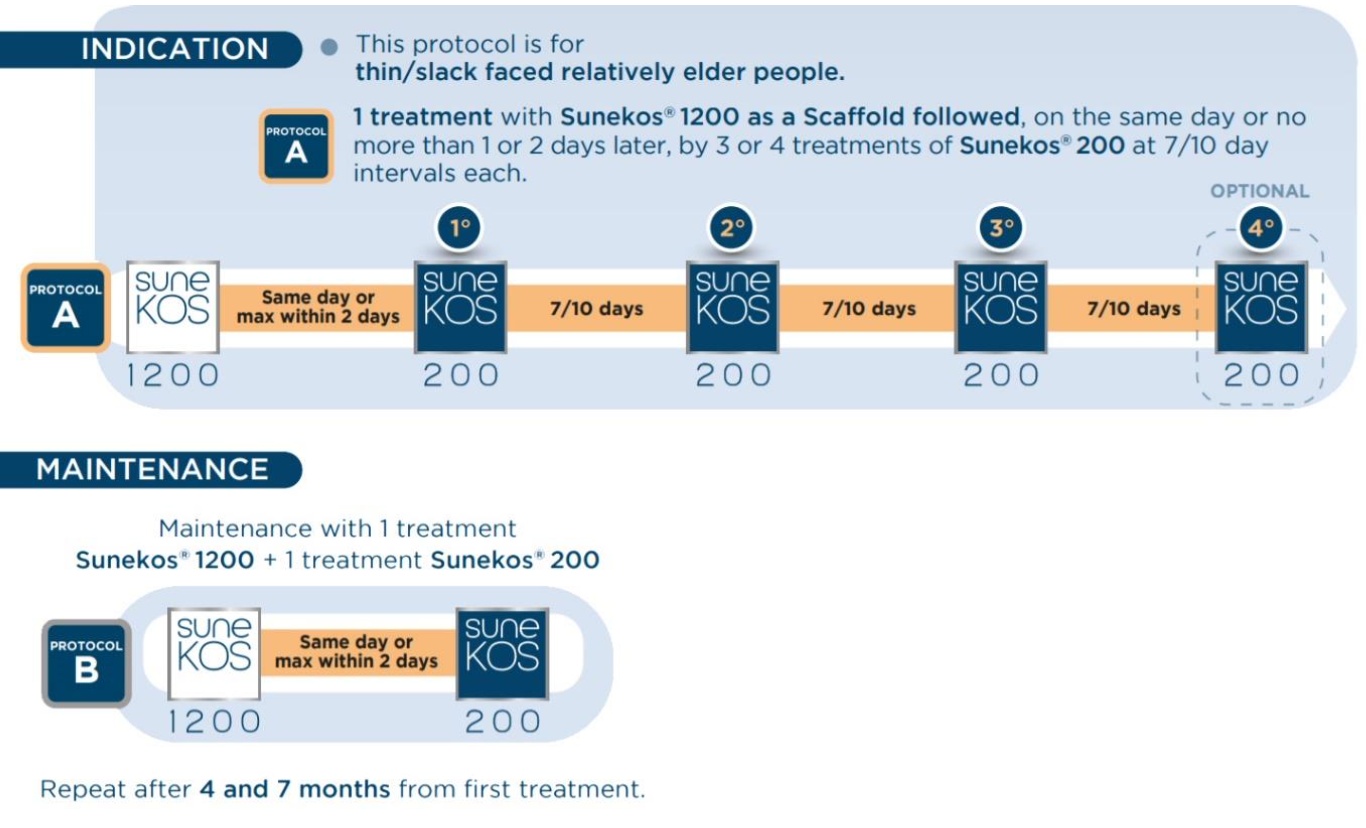 INDICATION
This protocol is for
thin/slack faced relatively elder people.
PROTOCOL
A
1 treatment with Sunekos® 1200 as a Scaffold followed, on the same day or no
more than 1 or 2 days later, by 3 or 4 treatments of Sunekos® 200 at 7/10 day
intervals each.
OPTIONAL
1°
2°
3°
4°
PROTOCOL
A
sune
KOS
1200
Same day or
max within 2 days
sune
KOS
200
7/10 days
sune
KOS
200
7/10 days
sune
KOS
200
7/10 days
sune
KOS
200
MAINTENANCE
Maintenance with 1 treatment
Sunekos® 1200 + 1 treatment Sunekos® 200
PROTOCOL
B
sune
KOS
1200
Same day or
max within 2 days
sune
KOS
200
Repeat after 4 and 7 months from first treatment.